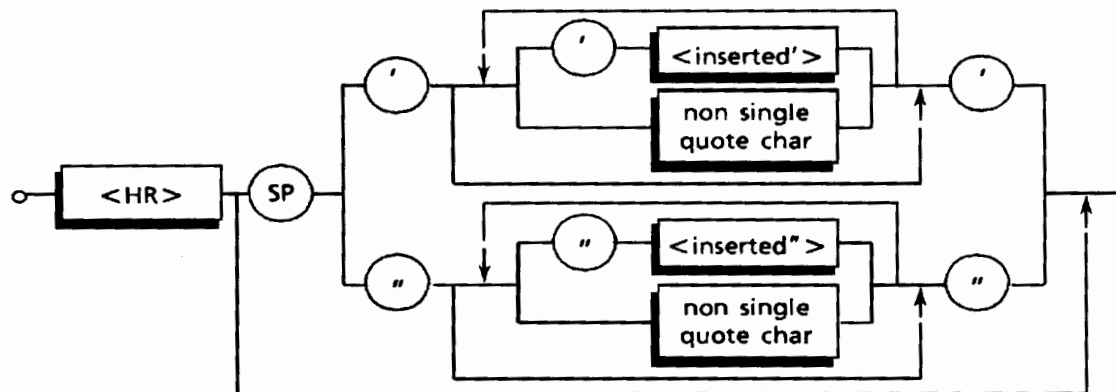 ' <inserted'>
' non single
quote char '
<HR> SP
" <inserted">
" non single
quote char "